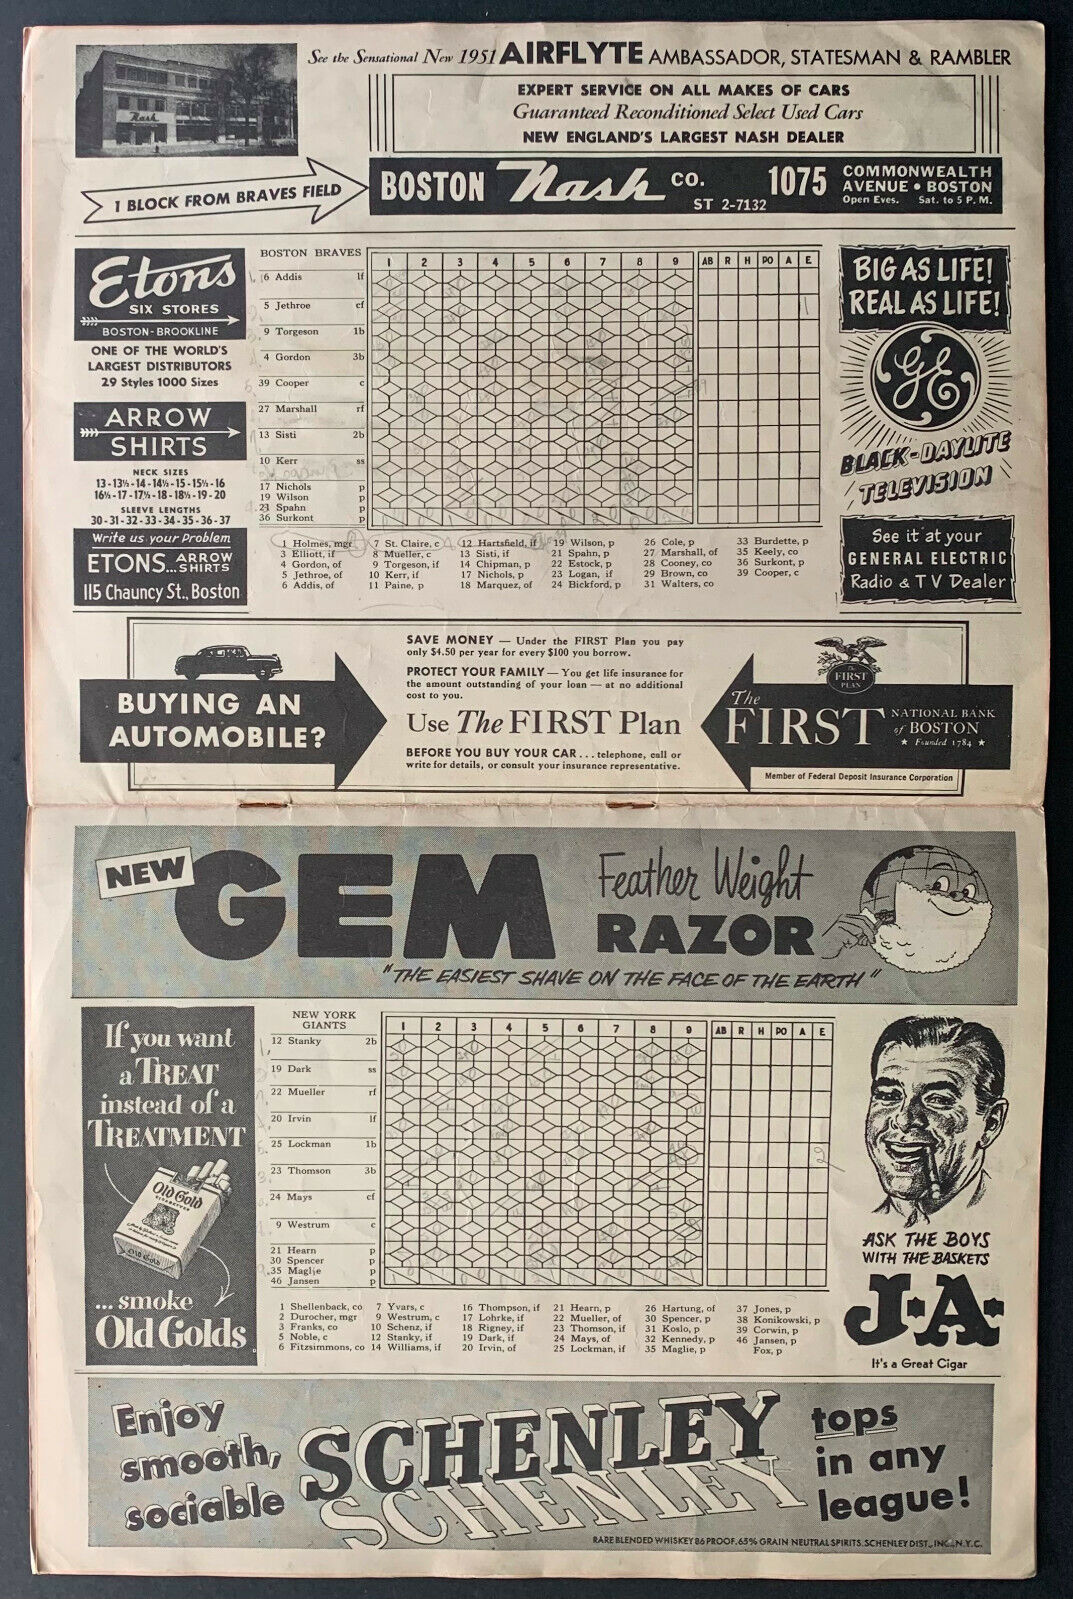 See the Sensational New 1951 AIRFLYTE AMBASSADOR, STATESMAN & RAMBLER
Nash
EXPERT SERVICE ON ALL MAKES OF CARS
Guaranteed Reconditioned Select Used Cars
NEW ENGLAND'S LARGEST NASH DEALER
1 BLOCK FROM BRAVES FIELD
BOSTON Nash CO. ST 2-7132 1075
COMMONWEALTH
AVENUE • BOSTON
Open Eves. Sat. to 5 P. M.
Etons
SIX STORES
BOSTON-BROOKLINE
ONE OF THE WORLD'S
LARGEST DISTRIBUTORS
29 Styles 1000 Sizes
ARROW
SHIRTS
NECK SIZES
13-13½-14-14½-15-15½-16
16½-17-17½-18-18½-19-20
SLEEVE LENGTHS
30-31-32-33-34-35-36-37
Write us your Problem
ETONS... ARROW SHIRTS
115 Chauncy St., Boston
BOSTON BRAVES 1 2 3 4 5 6 7 8 9 AB R H PO A E
6 Addis lf
5 Jethroe cf
9 Torgeson 1b
4 Gordon 3b
39 Cooper c
27 Marshall rf
13 Sisti 2b
10 Kerr ss
17 Nichols p
19 Wilson p
21 Spahn p
36 Surkont p
1 Holmes, mgr
3 Elliott, if
4 Gordon, of
5 Jethroe, of
6 Addis, of
7 St. Claire, c
8 Mueller, c
9 Torgeson, if
10 Kerr, if
11 Paine, p
12 Hartsfield, if
13 Sisti, if
14 Chipman, p
17 Nichols, p
18 Marquez, of
19 Wilson, p
21 Spahn, p
22 Estock, p
23 Logan, if
24 Bickford, p
26 Cole, p
27 Marshall, of
28 Cooney, co
29 Brown, co
31 Walters, co
33 Burdette, p
35 Keely, co
36 Surkont, p
39 Cooper, c
BIG AS LIFE!
REAL AS LIFE!
GE
BLACK-DAYLITE
TELEVISION
See it at your
GENERAL ELECTRIC
Radio & TV Dealer
BUYING AN
AUTOMOBILE?
SAVE MONEY — Under the FIRST Plan you pay
only $4.50 per year for every $100 you borrow.
PROTECT YOUR FAMILY — You get life insurance for
the amount outstanding of your loan — at no additional
cost to you.
Use The FIRST Plan
BEFORE YOU BUY YOUR CAR ... telephone, call or
write for details, or consult your insurance representative.
The
FIRST
PLAN
The
FIRST NATIONAL BANK
of BOSTON
★ Founded 1784 ★
Member of Federal Deposit Insurance Corporation
NEW GEM Feather Weight
RAZOR
"THE EASIEST SHAVE ON THE FACE OF THE EARTH"
If you want
a TREAT
instead of a
TREATMENT
Old Gold
CIGARETTES
Old Gold
... smoke
Old Golds
NEW YORK
GIANTS
1 2 3 4 5 6 7 8 9 AB R H PO A E
12 Stanky 2b
19 Dark ss
22 Mueller rf
20 Irvin lf
25 Lockman 1b
23 Thomson 3b
24 Mays cf
9 Westrum c
21 Hearn p
30 Spencer p
35 Maglie p
46 Jansen p
1 Shellenback, co
2 Durocher, mgr
3 Franks, co
5 Noble, c
6 Fitzsimmons, co
7 Yvars, c
9 Westrum, c
10 Schenz, if
12 Stanky, if
14 Williams, if
16 Thompson, if
17 Lohrke, if
18 Rigney, if
19 Dark, if
20 Irvin, of
21 Hearn, p
22 Mueller, of
23 Thomson, if
24 Mays, of
25 Lockman, if
26 Hartung, of
30 Spencer, p
31 Koslo, p
32 Kennedy, p
35 Maglie, p
37 Jones, p
38 Konikowski, p
39 Corwin, p
46 Jansen, p
Fox, p
ASK THE BOYS
WITH THE BASKETS
J·A·
It's a Great Cigar
Enjoy
smooth,
sociable
SCHENLEY
SCHENLEY
tops
in any
league!
RARE BLENDED WHISKEY 86 PROOF. 65% GRAIN NEUTRAL SPIRITS. SCHENLEY DIST., INC., N.Y.C.